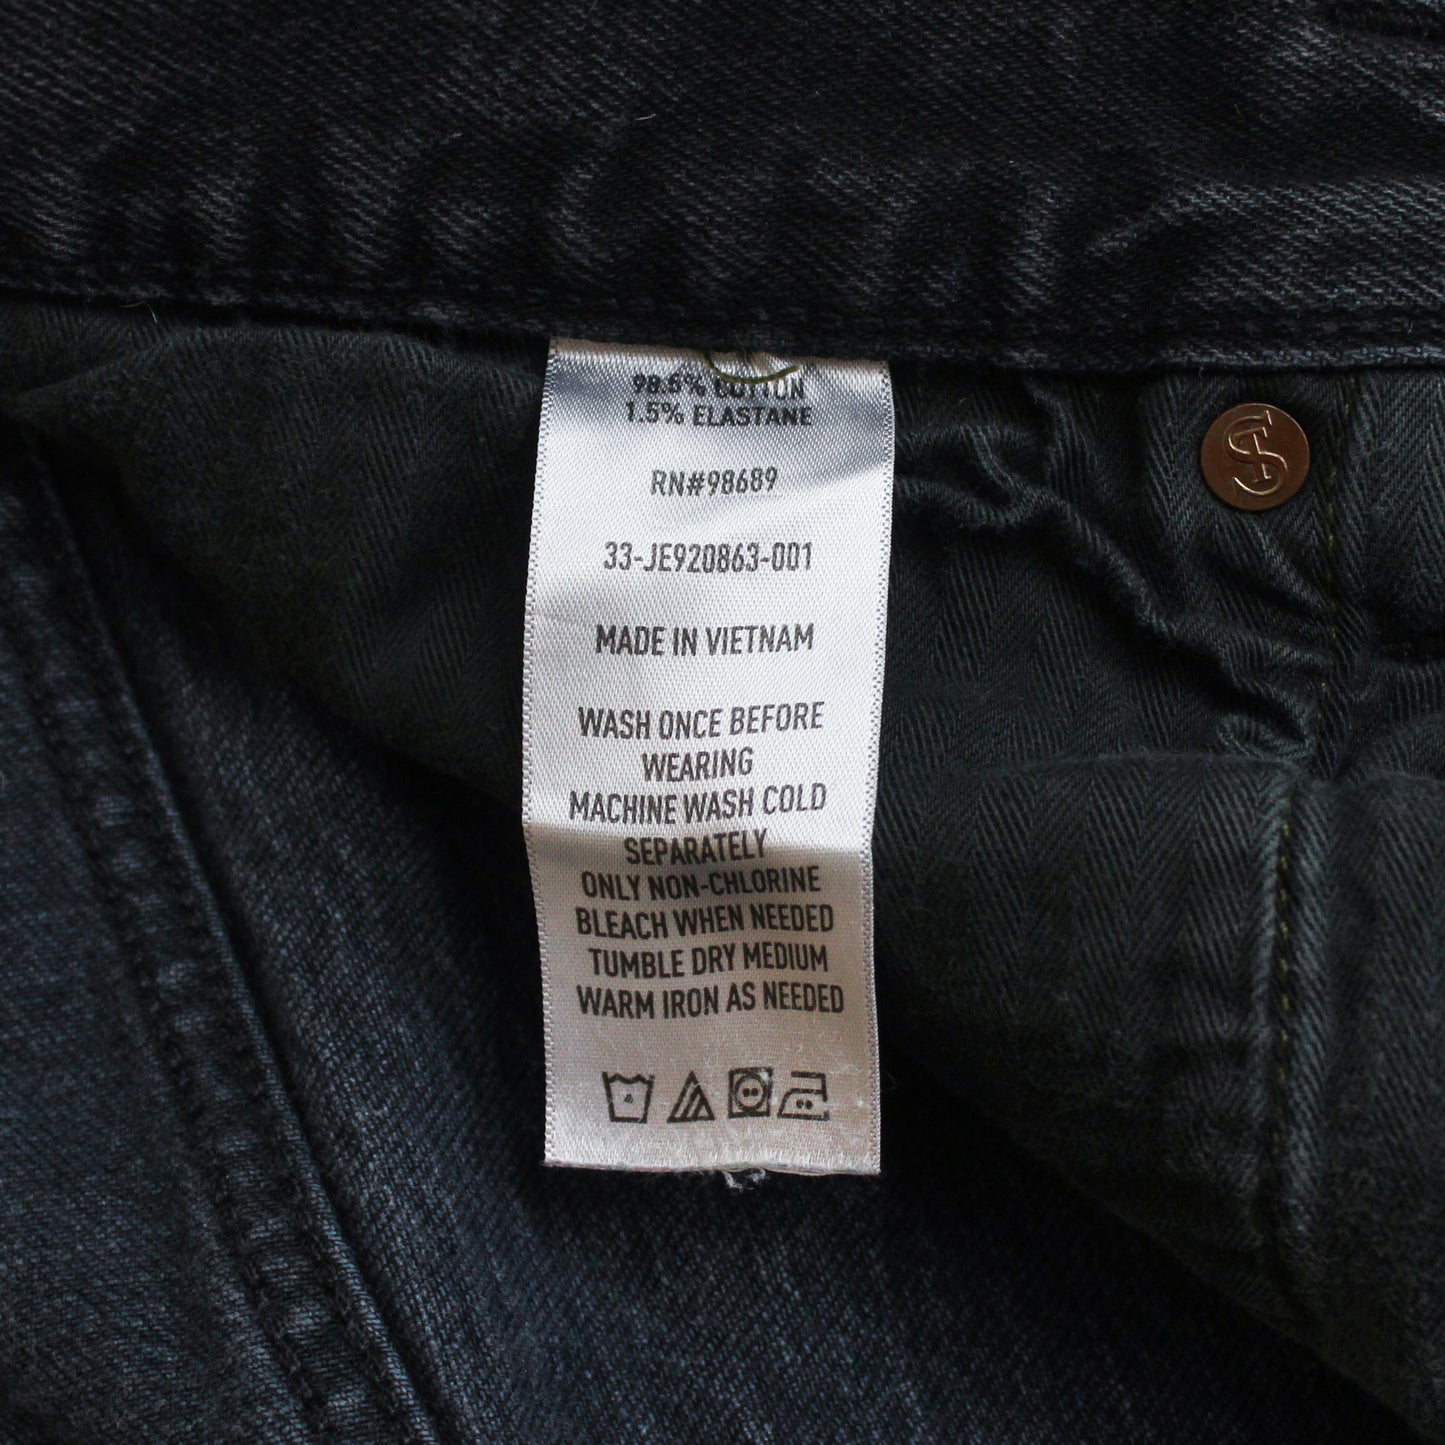 98.5% COTTON
1.5% ELASTANE
RN#98689
33-JE920863-001
MADE IN VIETNAM
WASH ONCE BEFORE
WEARING
MACHINE WASH COLD
SEPARATELY
ONLY NON-CHLORINE
BLEACH WHEN NEEDED
TUMBLE DRY MEDIUM
WARM IRON AS NEEDED